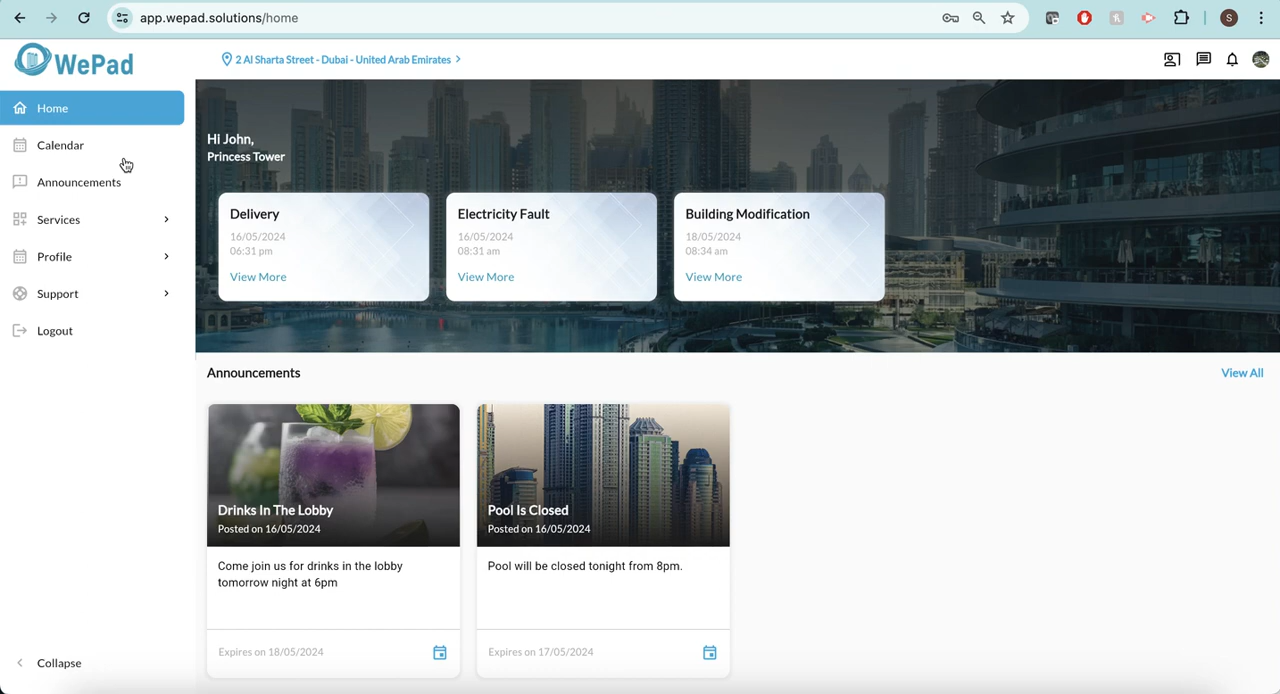 app.wepad.solutions/home
S
WePad
2 Al Sharta Street - Dubai - United Arab Emirates
Home
Calendar
Announcements
Services
Profile
Support
Logout
Collapse
Hi John,
Princess Tower
Delivery
16/05/2024
06:31 pm
View More
Electricity Fault
16/05/2024
08:31 am
View More
Building Modification
18/05/2024
08:34 am
View More
Announcements
View All
Drinks In The Lobby
Posted on 16/05/2024
Come join us for drinks in the lobby
tomorrow night at 6pm
Expires on 18/05/2024
Pool Is Closed
Posted on 16/05/2024
Pool will be closed tonight from 8pm.
Expires on 17/05/2024